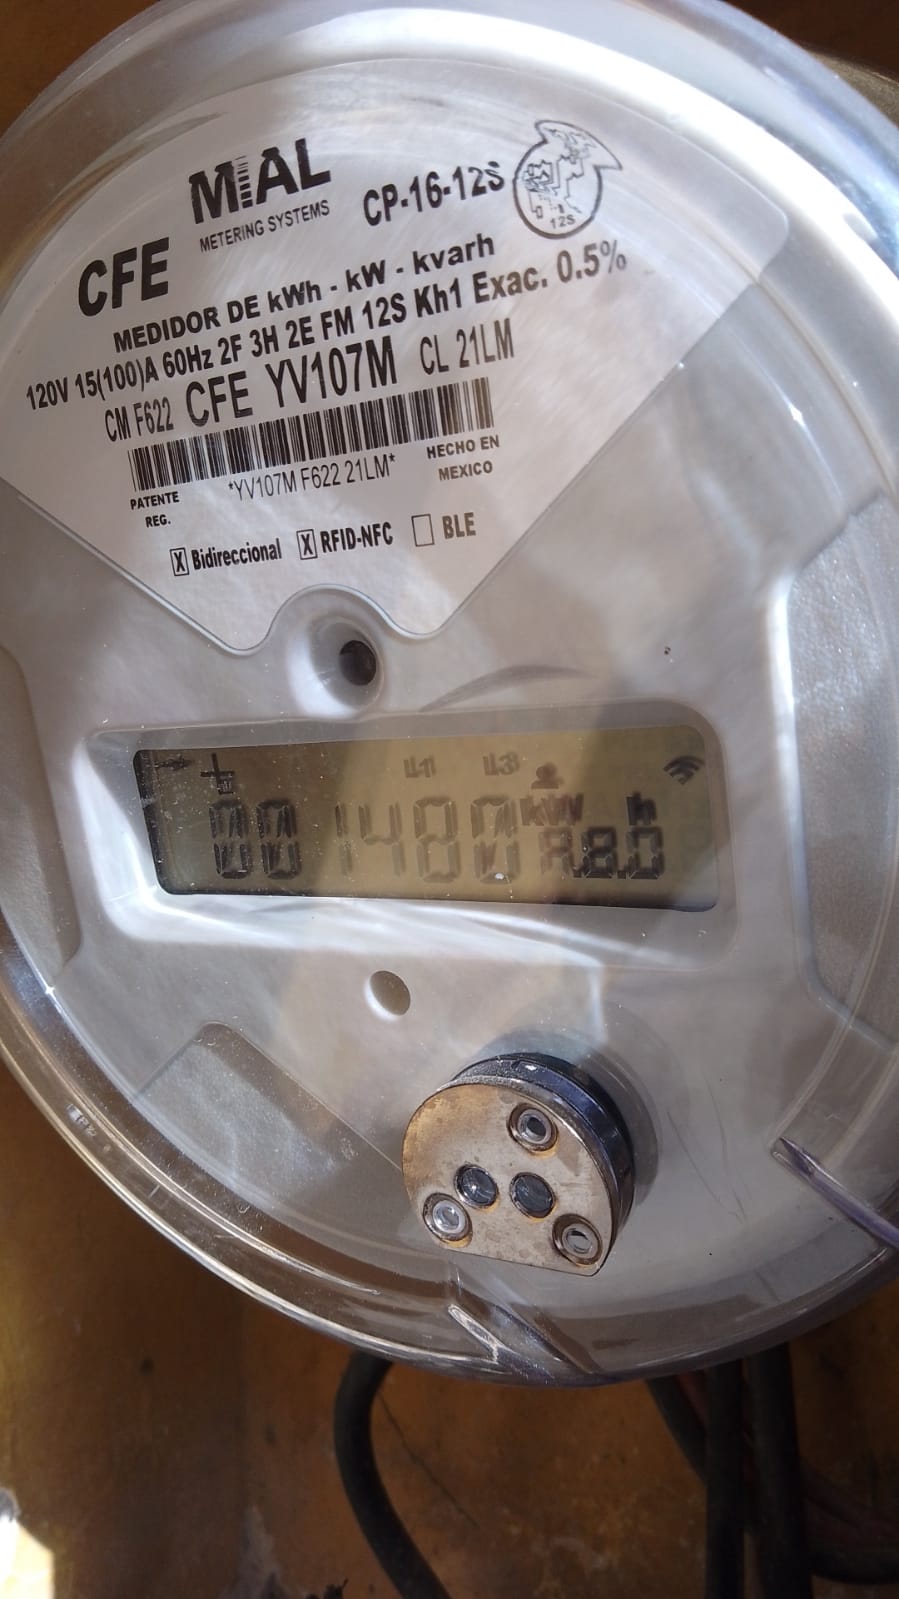 MIAL
METERING SYSTEMS
CP-16-12S
12S
CFE
MEDIDOR DE kWh - kW - kvarh
120V 15(100)A 60Hz 2F 3H 2E FM 12S Kh1 Exac. 0.5%
CM F622 CFE YV107M CL 21LM
*YV107M F622 21LM*
PATENTE
REG.
HECHO EN
MEXICO
X Bidireccional X RFID-NFC BLE
L1 L3
kW h
001480